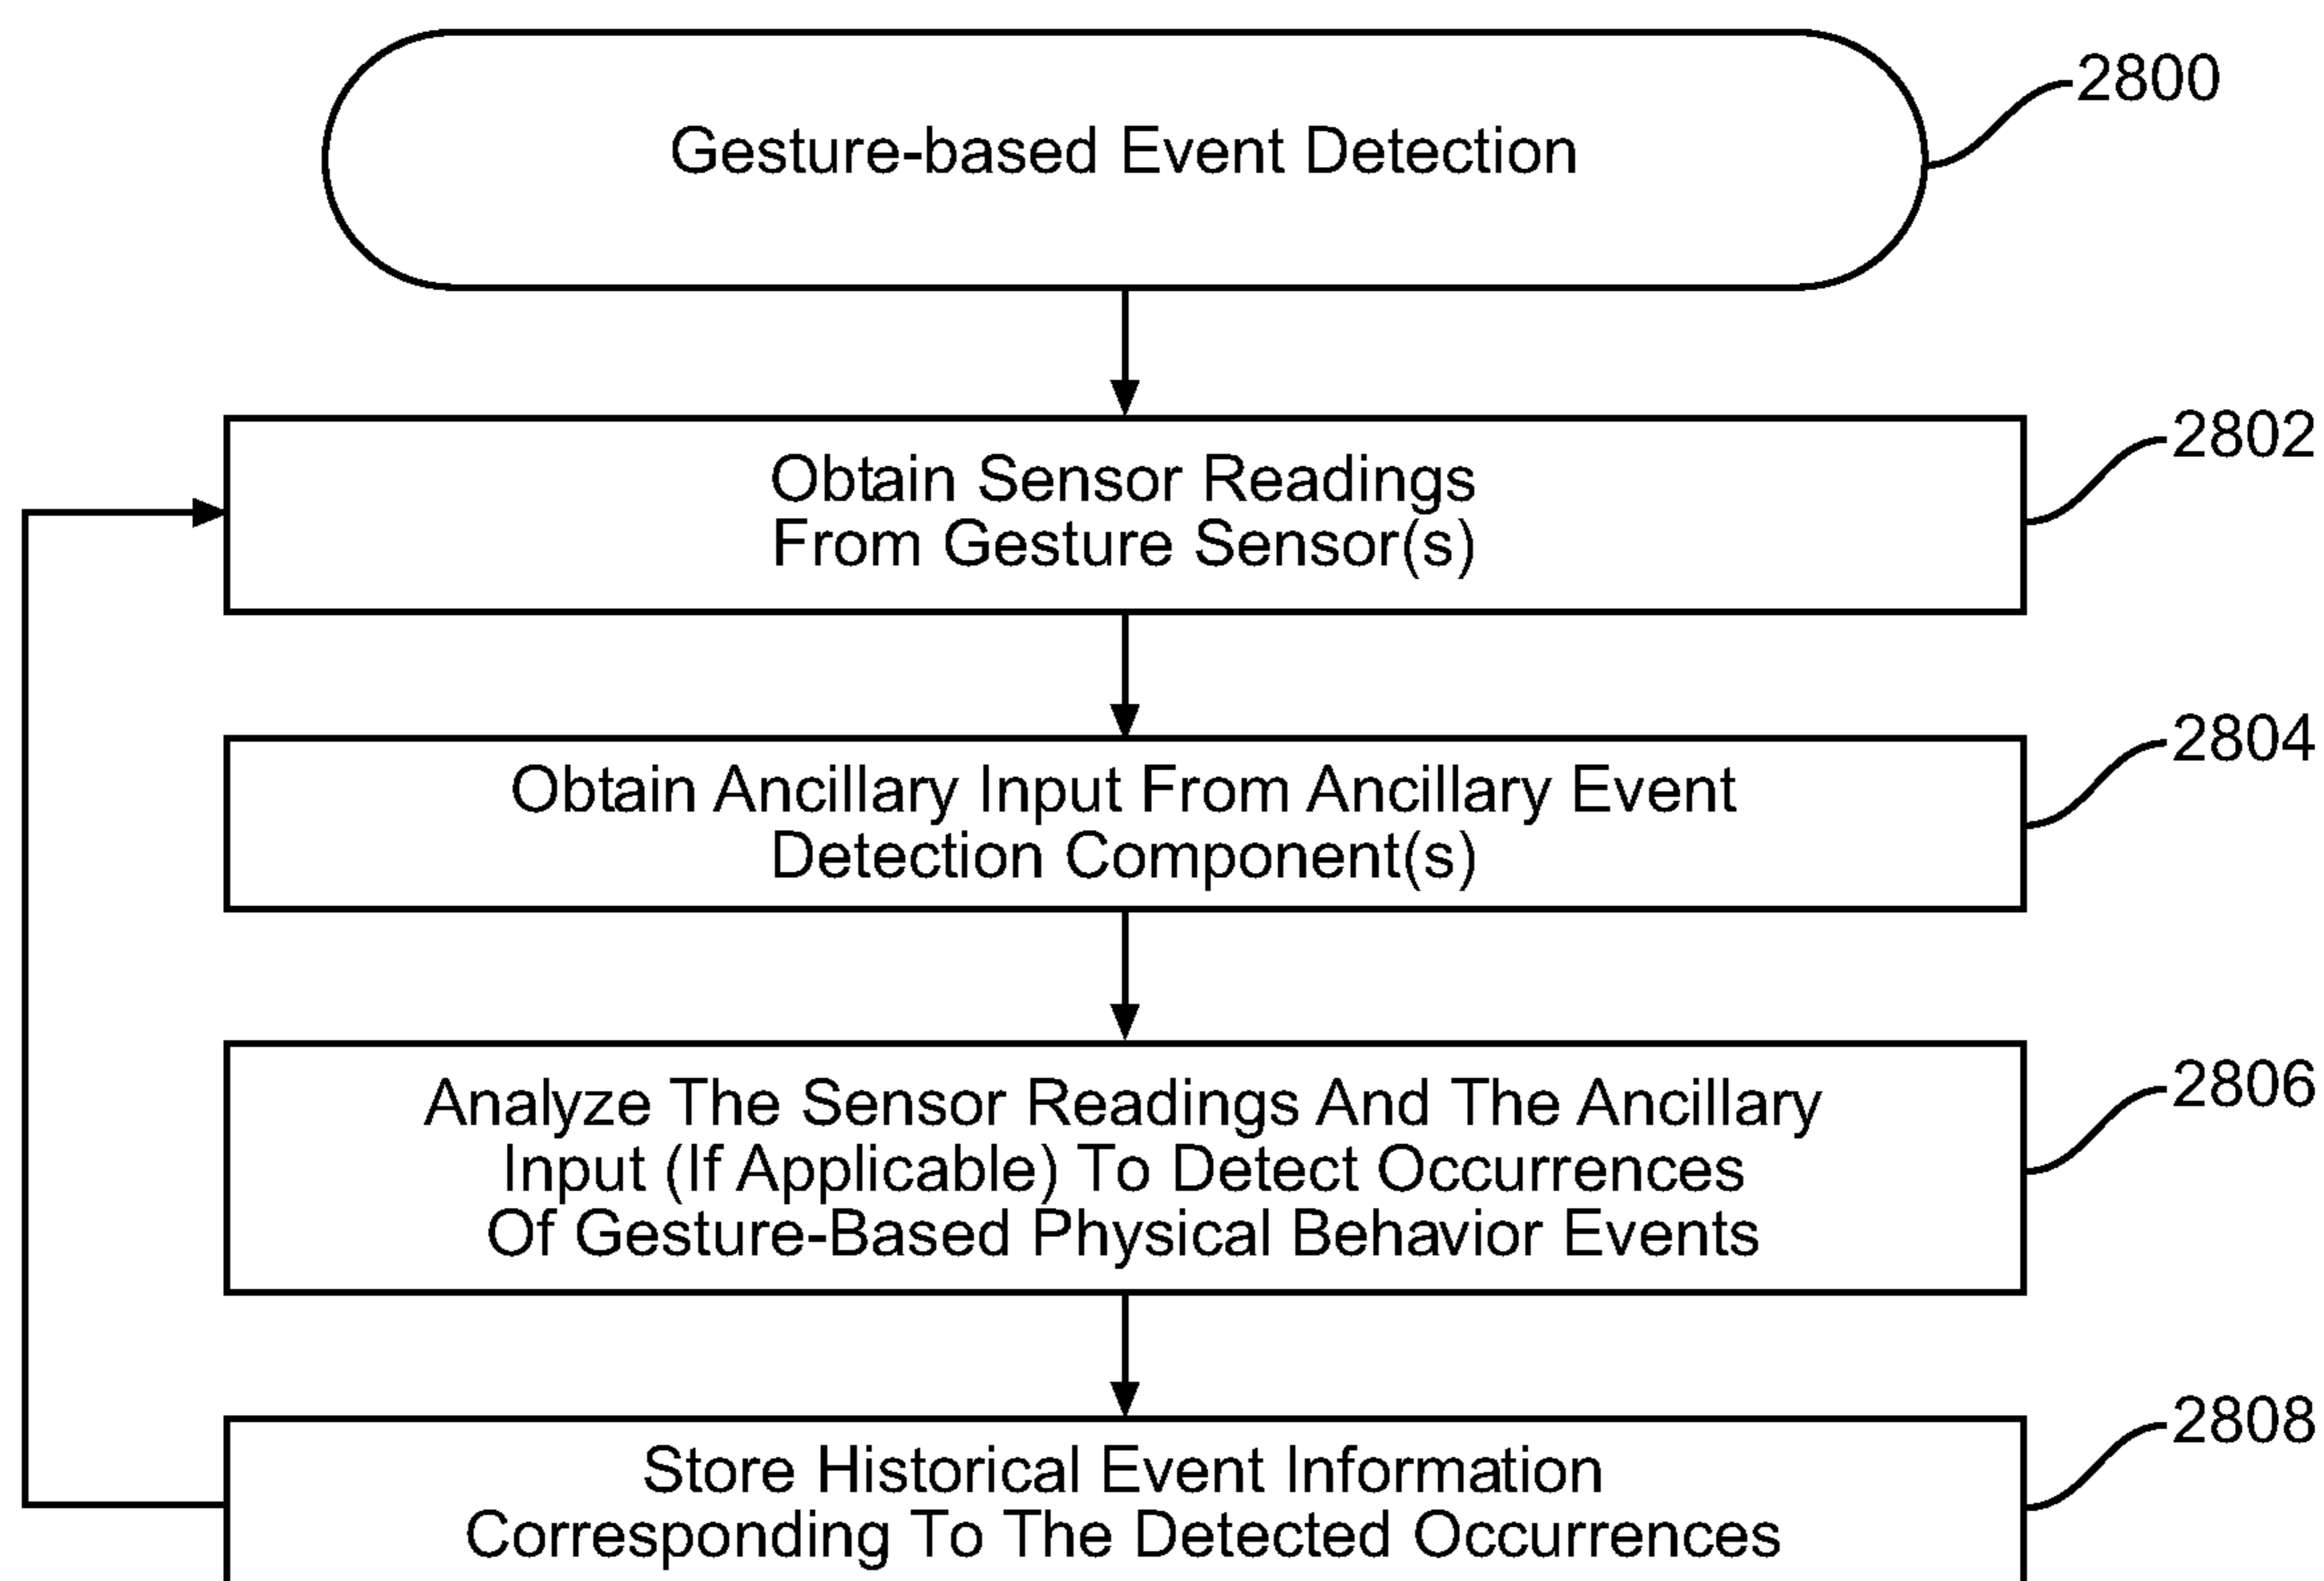 Gesture-based Event Detection
2800
Obtain Sensor Readings
From Gesture Sensor(s)
2802
Obtain Ancillary Input From Ancillary Event
Detection Component(s)
2804
Analyze The Sensor Readings And The Ancillary
Input (If Applicable) To Detect Occurrences
Of Gesture-Based Physical Behavior Events
2806
Store Historical Event Information
Corresponding To The Detected Occurrences
2808